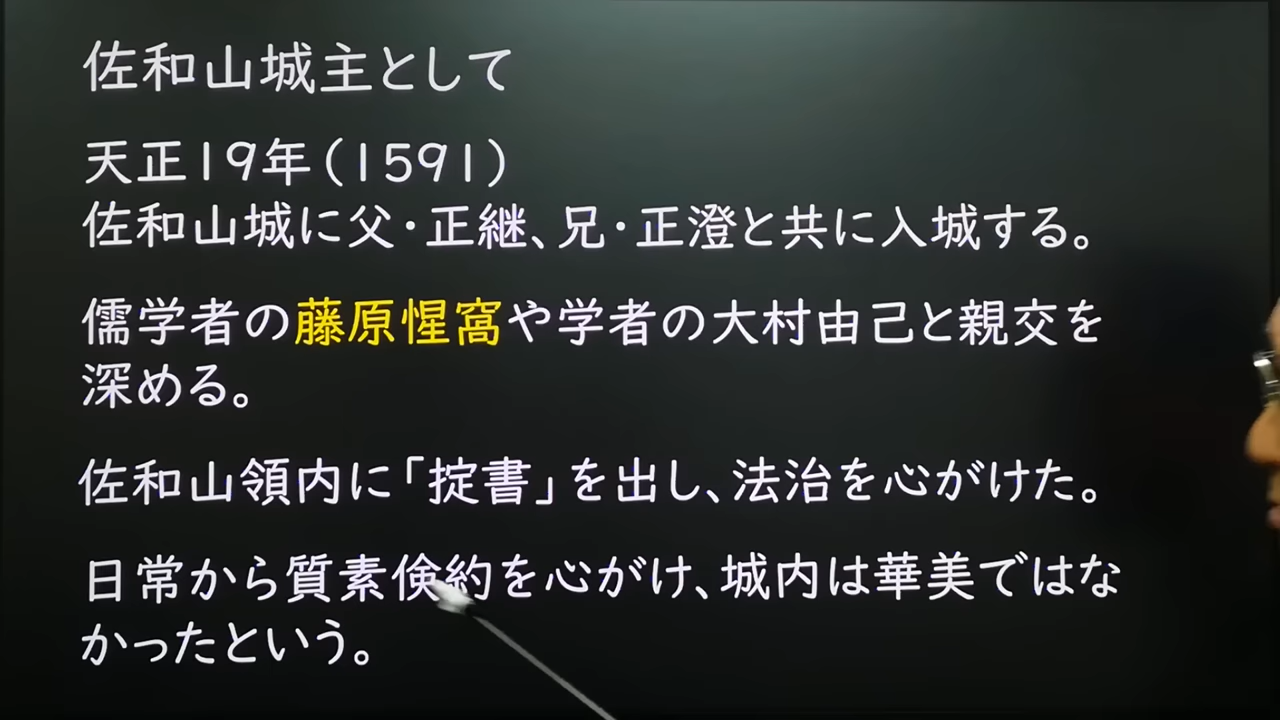 佐和山城主として
天正19年(1591)
佐和山城に父・正継、兄・正澄と共に入城する。
儒学者の藤原惺窩や学者の大村由己と親交を
深める。
佐和山領内に「掟書」を出し、法治を心がけた。
日常から質素倹約を心がけ、城内は華美ではな
かったという。